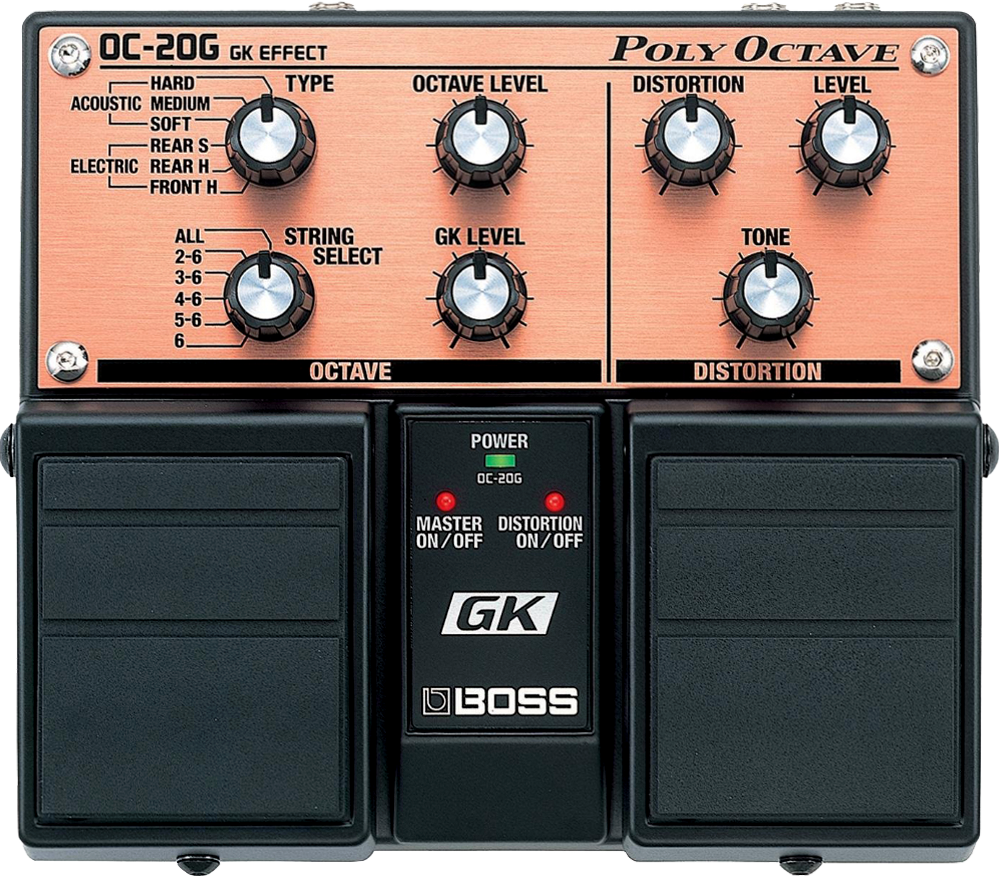 OC-20G GK EFFECT
POLY OCTAVE
TYPE
ACOUSTIC
HARD
MEDIUM
SOFT
ELECTRIC
REAR S
REAR H
FRONT H
OCTAVE LEVEL
DISTORTION
LEVEL
STRING
SELECT
ALL
2-6
3-6
4-6
5-6
6
GK LEVEL
TONE
OCTAVE
DISTORTION
POWER
OC-20G
MASTER
ON/OFF
DISTORTION
ON/OFF
GK
BOSS